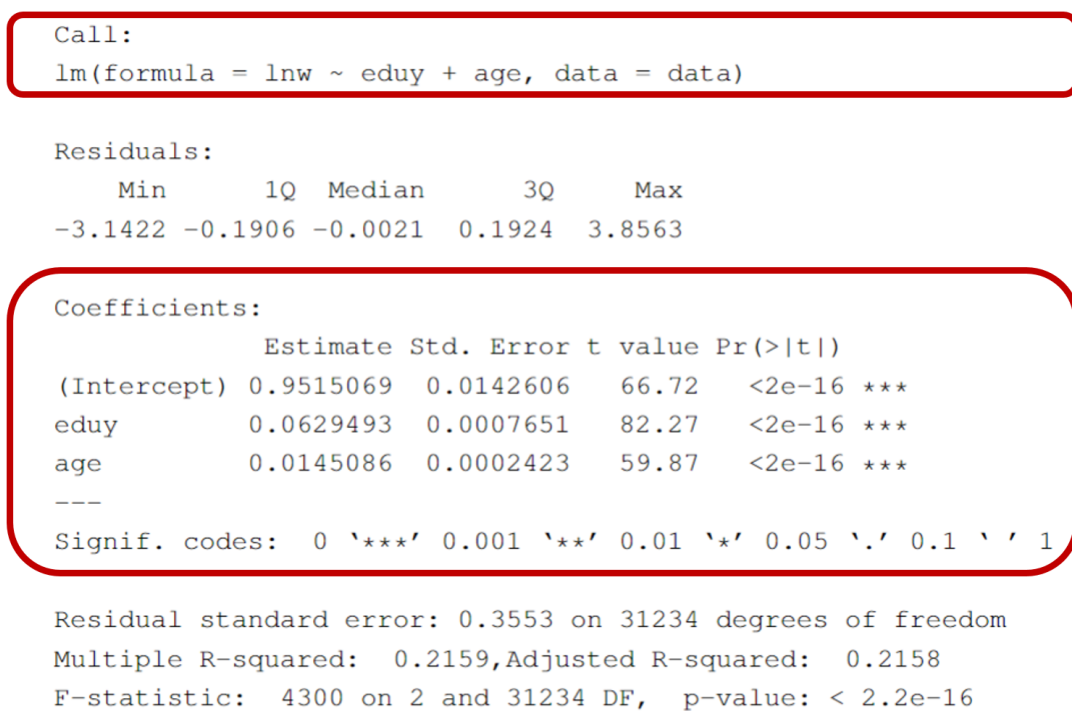 Call:
lm(formula = lnw ~ eduy + age, data = data)
Residuals:
Min 1Q Median 3Q Max
-3.1422 -0.1906 -0.0021 0.1924 3.8563
Coefficients:
Estimate Std. Error t value Pr(>|t|)
(Intercept) 0.9515069 0.0142606 66.72 <2e-16 ***
eduy 0.0629493 0.0007651 82.27 <2e-16 ***
age 0.0145086 0.0002423 59.87 <2e-16 ***
---
Signif. codes: 0 ‘***’ 0.001 ‘**’ 0.01 ‘*’ 0.05 ‘.’ 0.1 ‘ ’ 1
Residual standard error: 0.3553 on 31234 degrees of freedom
Multiple R-squared: 0.2159,Adjusted R-squared: 0.2158
F-statistic: 4300 on 2 and 31234 DF, p-value: < 2.2e-16